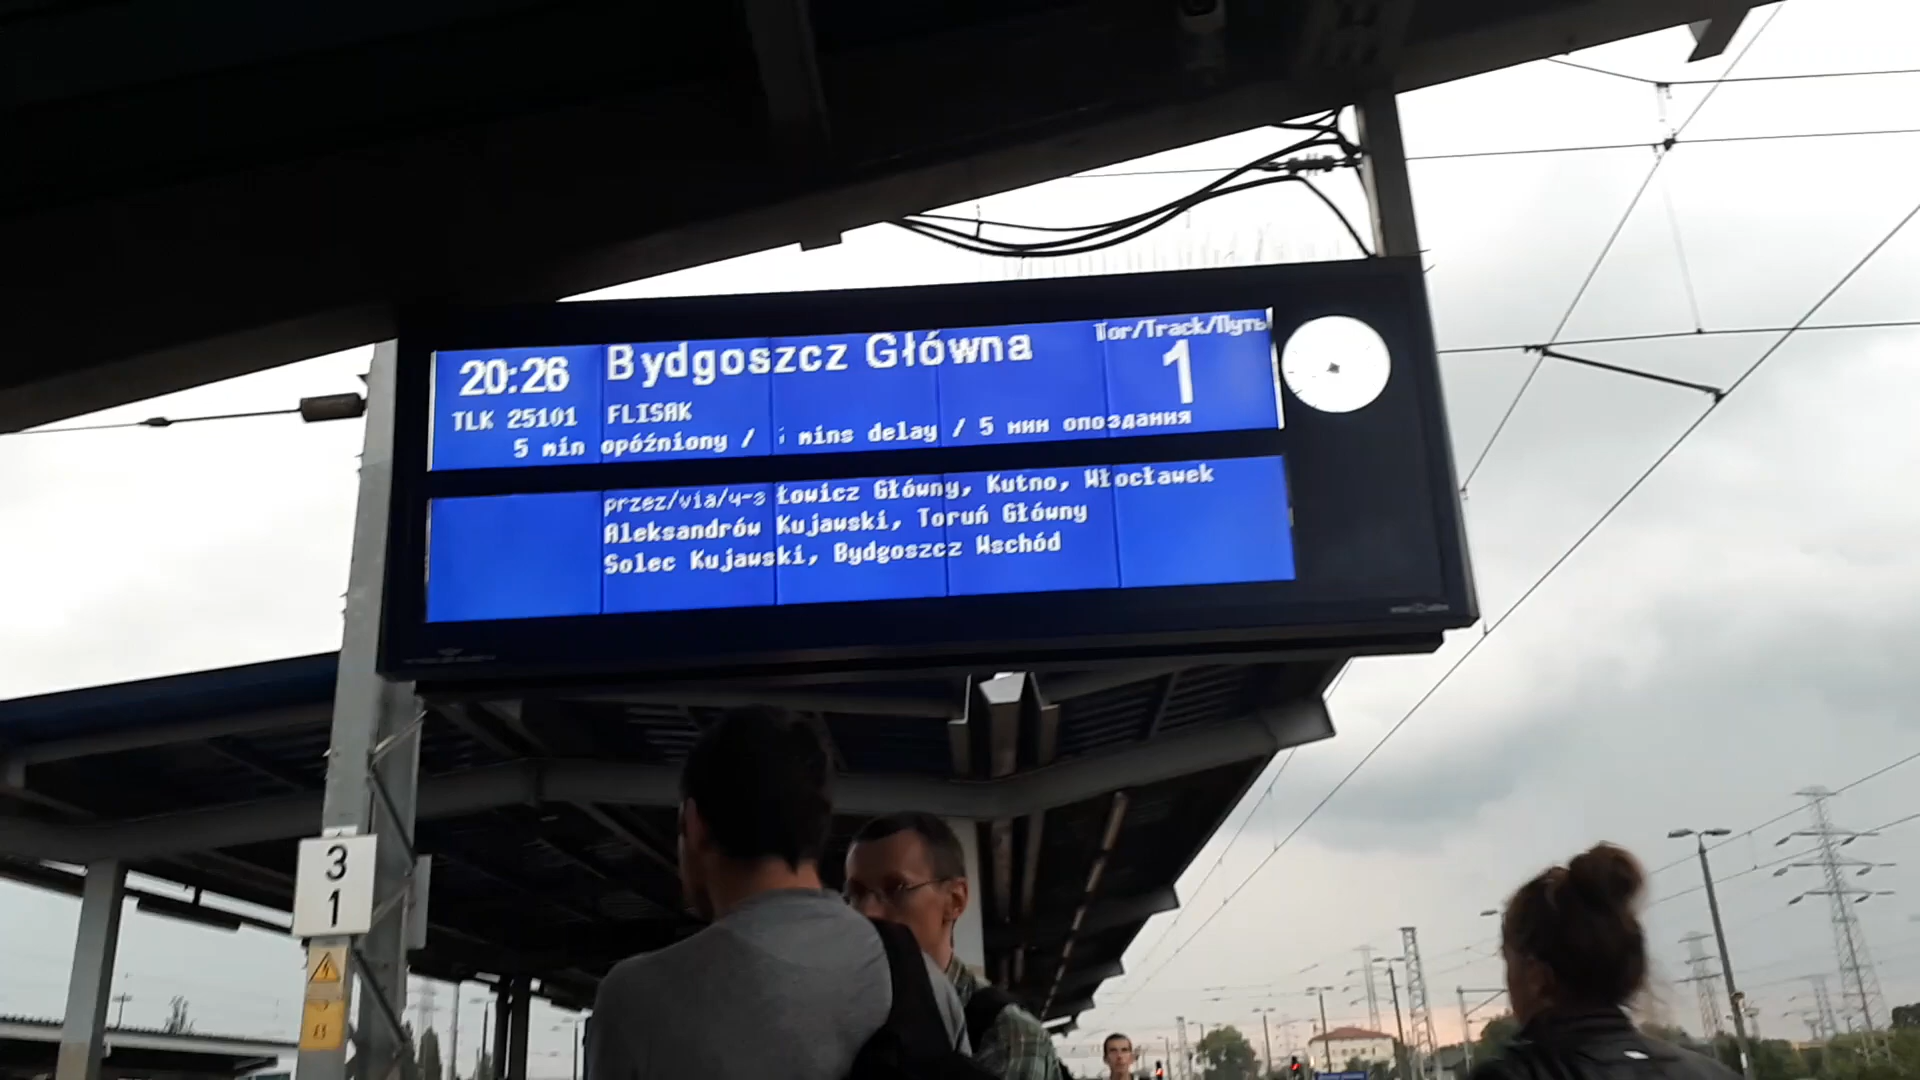 20:26 Bydgoszcz Główna Tor/Track/Путь
1
TLK 25101 FLISAK
5 min opóźniony / mins delay / 5 мин опоздания
przez/via/ч-з Łowicz Główny, Kutno, Włocławek
Aleksandrów Kujawski, Toruń Główny
Solec Kujawski, Bydgoszcz Wschód
3
1